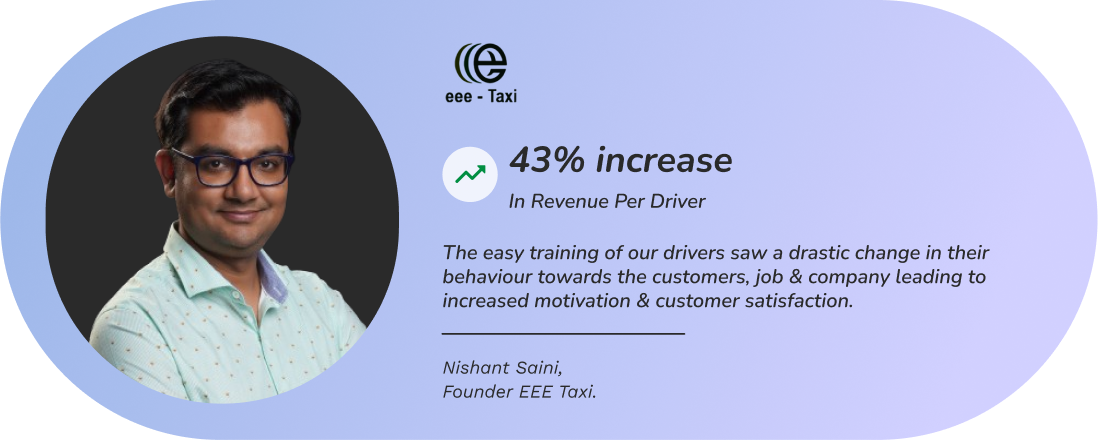 eee - Taxi
43% increase
In Revenue Per Driver
The easy training of our drivers saw a drastic change in their
behaviour towards the customers, job & company leading to
increased motivation & customer satisfaction.
Nishant Saini,
Founder EEE Taxi.